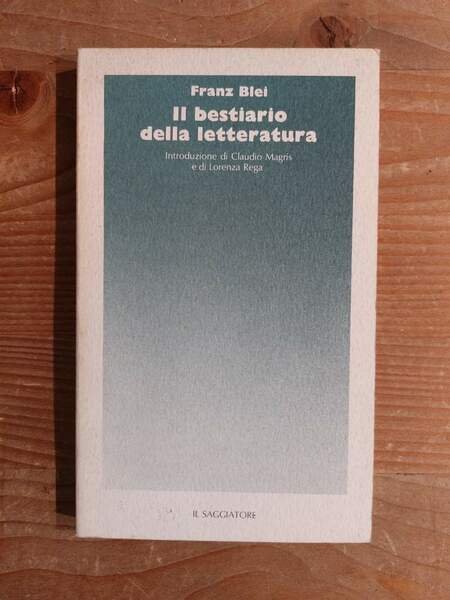 Franz Blei
Il bestiario
della letteratura
Introduzione di Claudio Magris
e di Lorenza Rega
IL SAGGIATORE